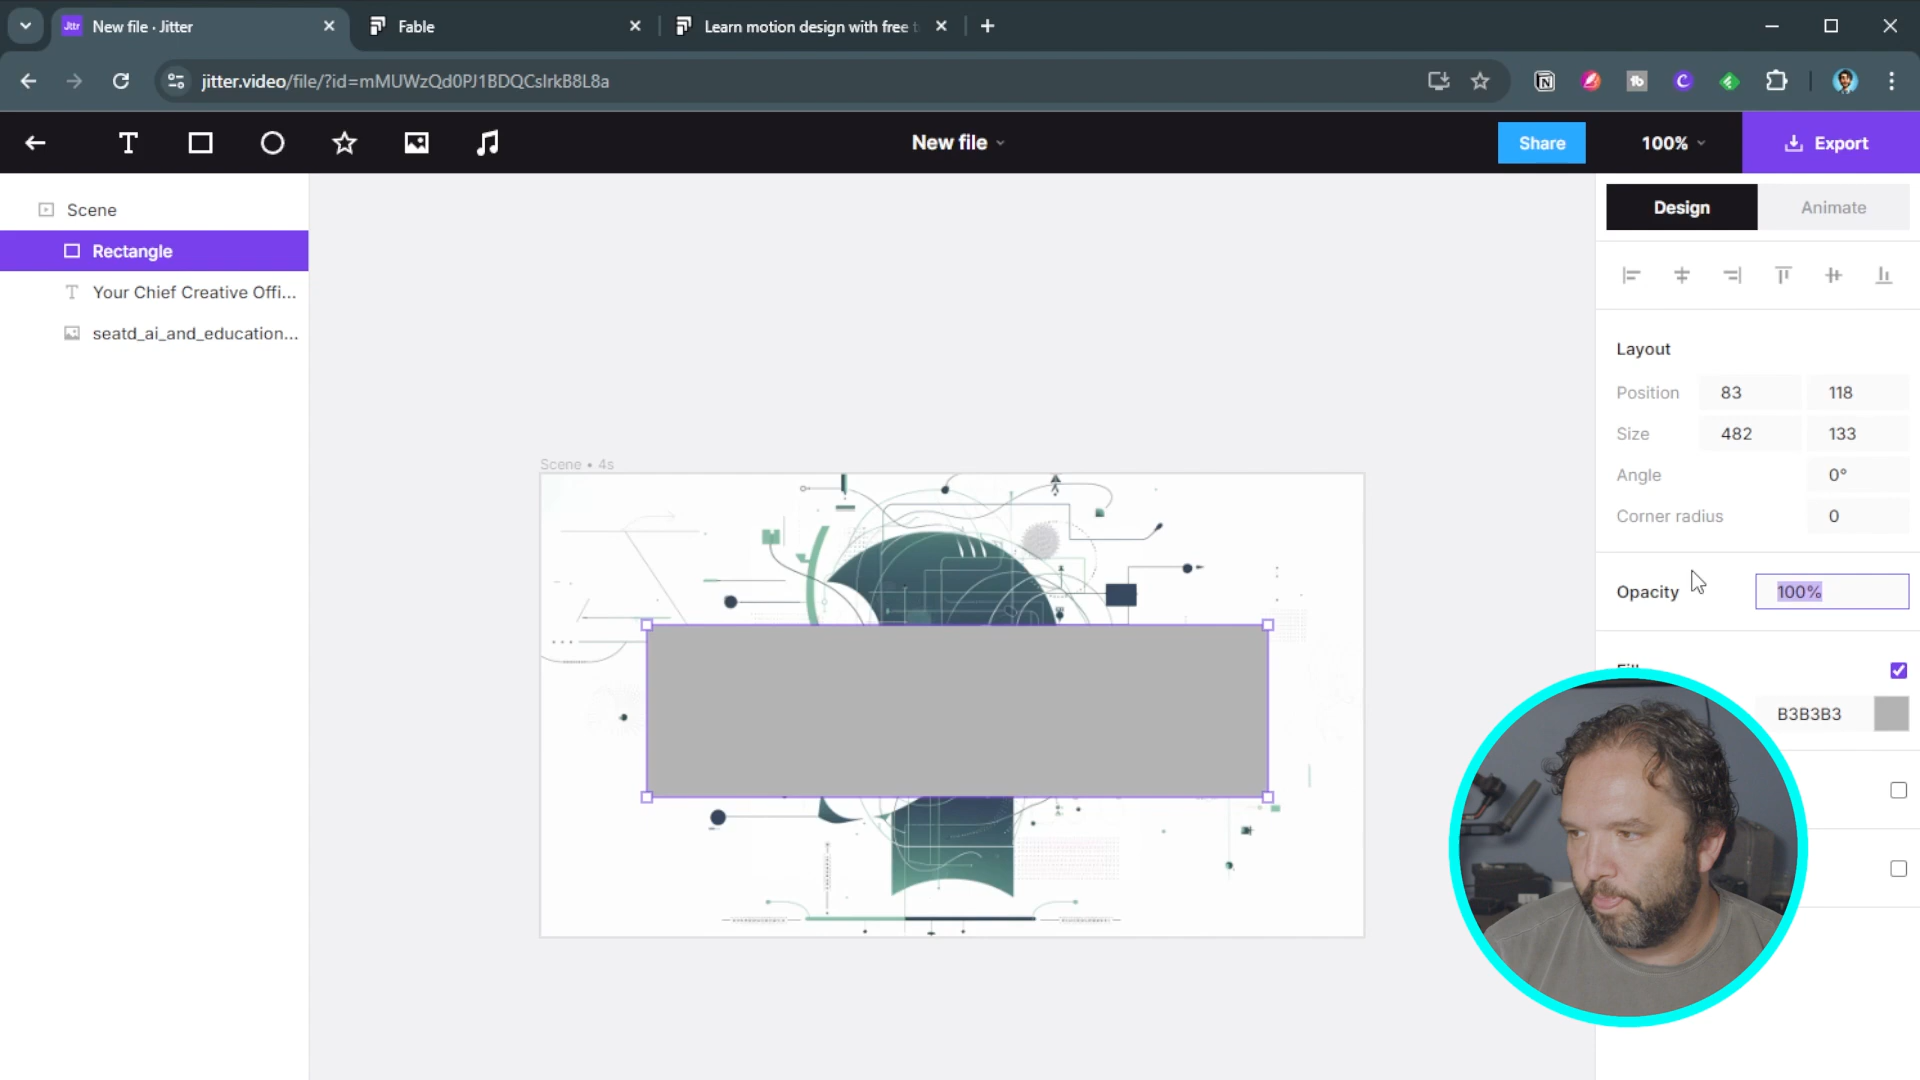 Jittr New file · Jitter
Fable
Learn motion design with free
jitter.video/file/?id=mMUWzQd0PJ1BDQCsIrkB8L8a
New file
Share
100%
Export
Scene
Rectangle
Your Chief Creative Offi...
seatd_ai_and_education...
Scene • 4s
Design
Animate
Layout
Position 83 118
Size 482 133
Angle 0°
Corner radius 0
Opacity 100%
B3B3B3